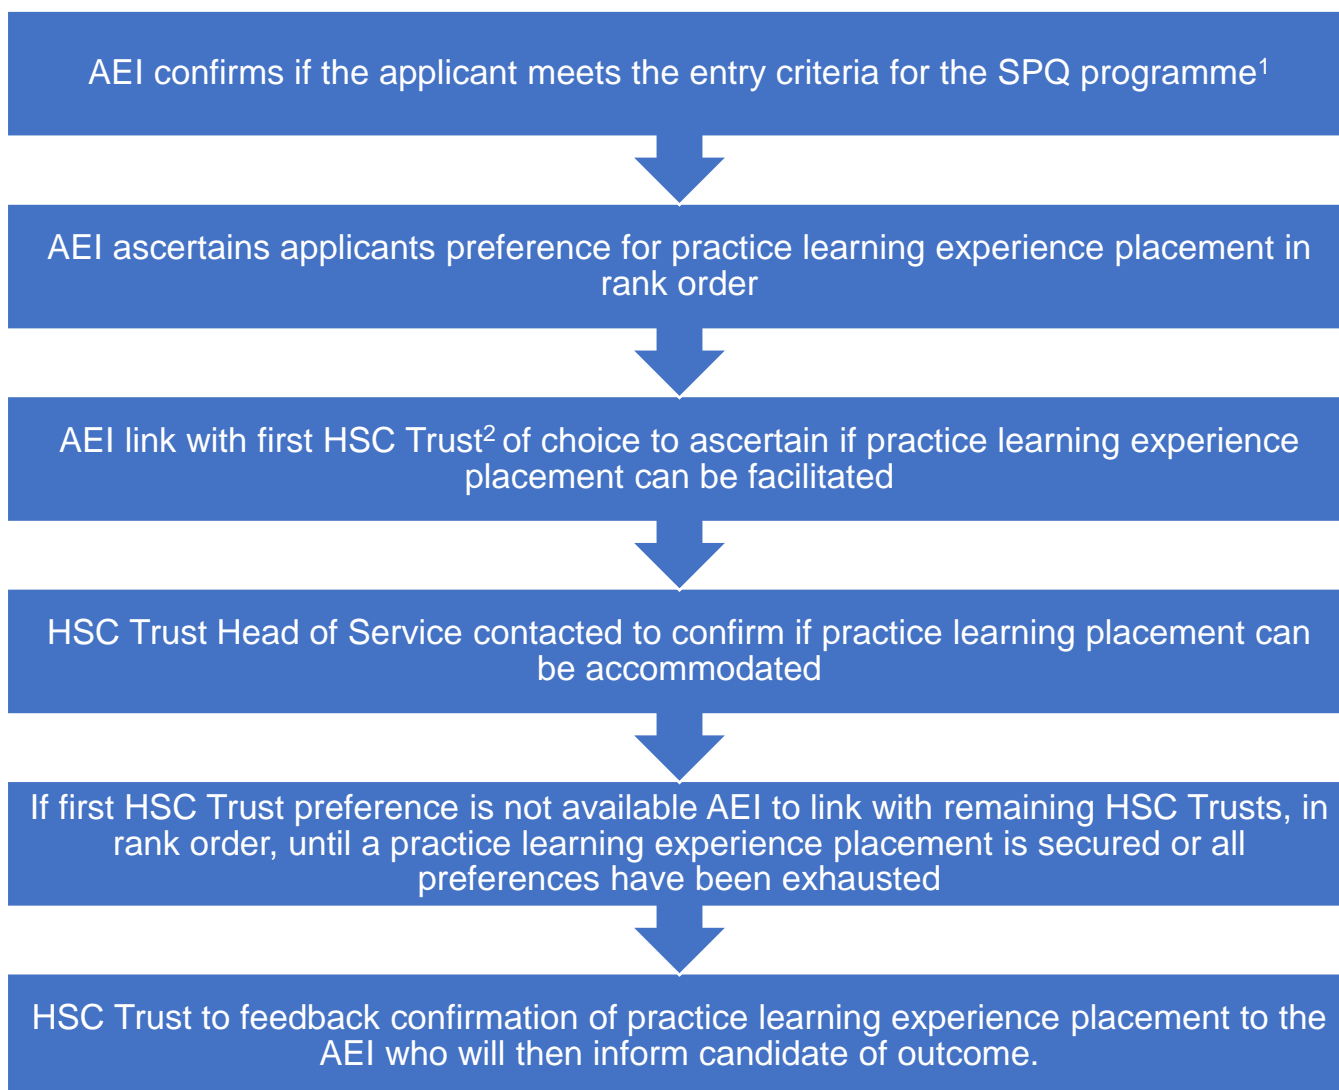 AEI confirms if the applicant meets the entry criteria for the SPQ programme¹
AEI ascertains applicants preference for practice learning experience placement in
rank order
AEI link with first HSC Trust² of choice to ascertain if practice learning experience
placement can be facilitated
HSC Trust Head of Service contacted to confirm if practice learning placement can
be accommodated
If first HSC Trust preference is not available AEI to link with remaining HSC Trusts, in
rank order, until a practice learning experience placement is secured or all
preferences have been exhausted
HSC Trust to feedback confirmation of practice learning experience placement to the
AEI who will then inform candidate of outcome.